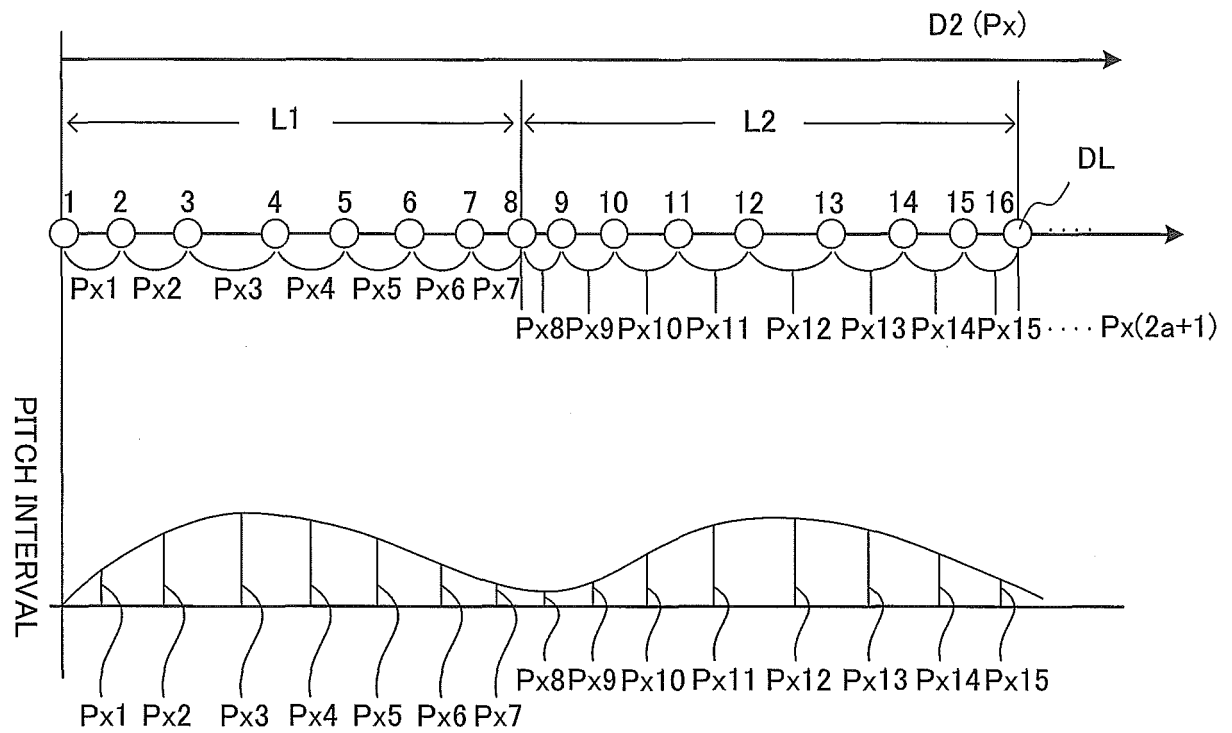 D2 (Px)
L1 L2
DL
1 2 3 4 5 6 7 8 9 10 11 12 13 14 15 16
····
Px1 Px2 Px3 Px4 Px5 Px6 Px7
Px8 Px9 Px10 Px11 Px12 Px13 Px14 Px15 ···· Px(2a+1)
PITCH INTERVAL
Px8 Px9 Px10 Px11 Px12 Px13 Px14 Px15
Px1 Px2 Px3 Px4 Px5 Px6 Px7